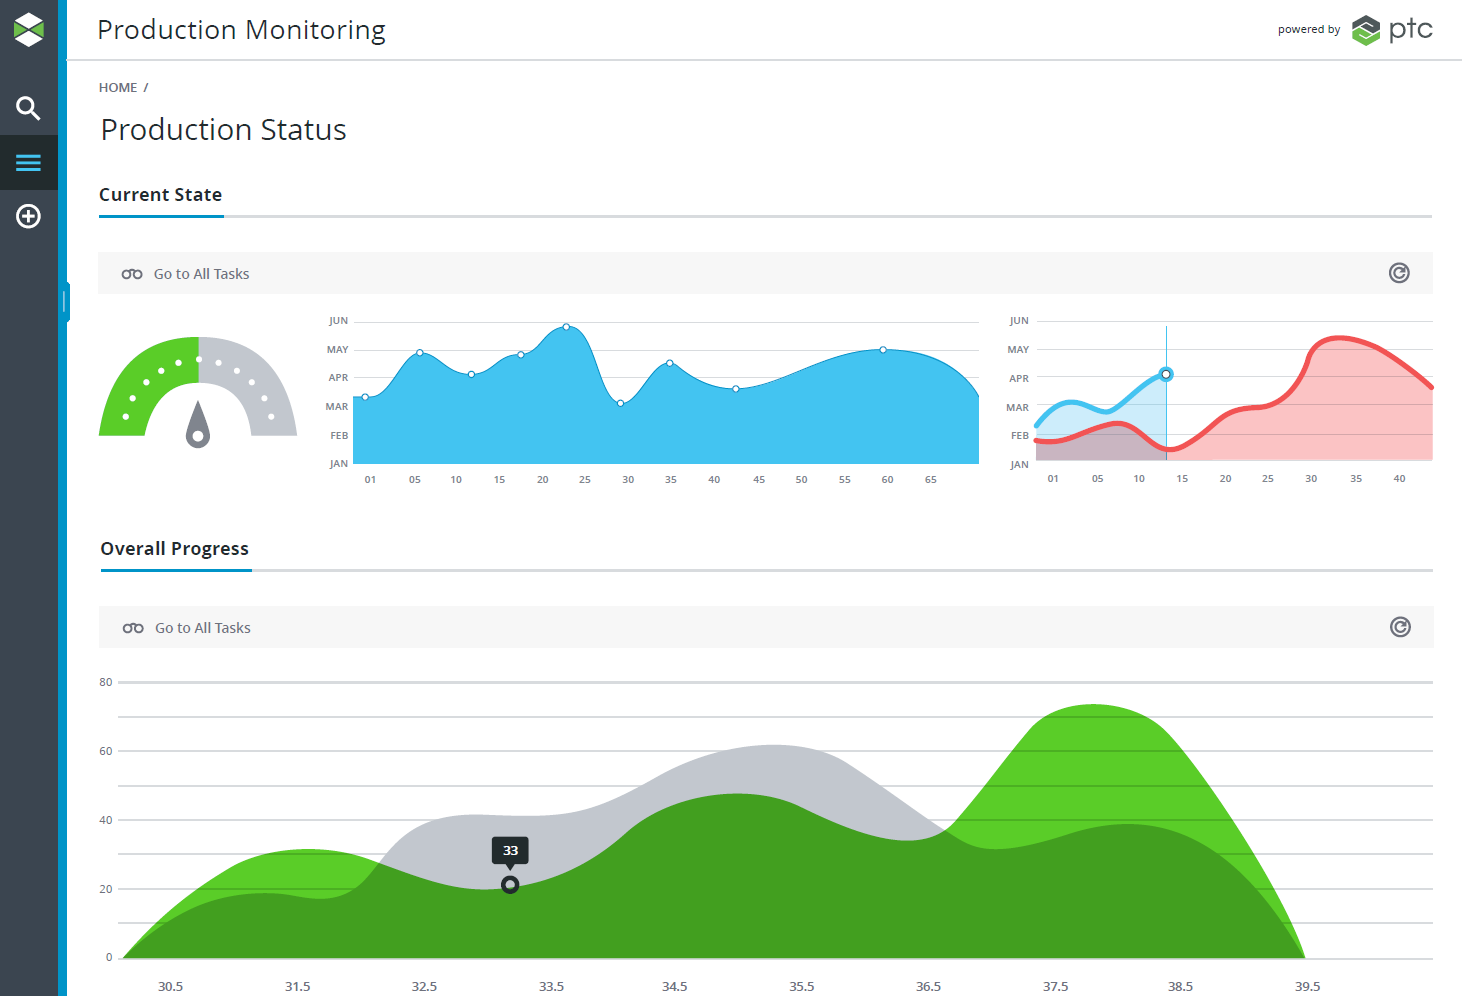 Production Monitoring
powered by ptc
HOME /
Production Status
Current State
Go to All Tasks
JUN
MAY
APR
MAR
FEB
JAN
01 05 10 15 20 25 30 35 40 45 50 55 60 65
JUN
MAY
APR
MAR
FEB
JAN
01 05 10 15 20 25 30 35 40
Overall Progress
Go to All Tasks
80
60
40
33
20
0
30.5 31.5 32.5 33.5 34.5 35.5 36.5 37.5 38.5 39.5